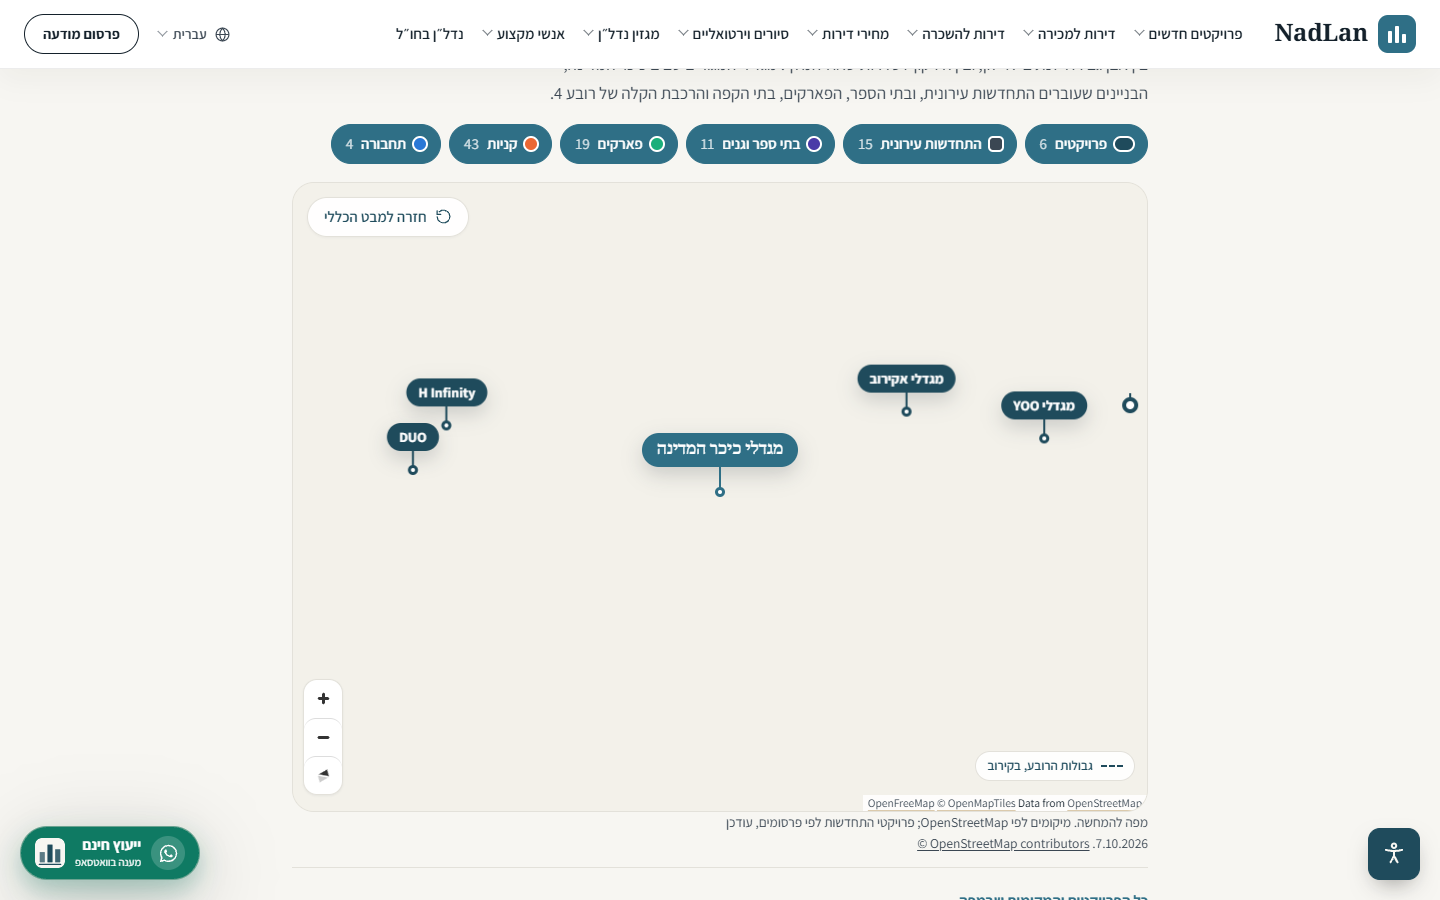 NadLan
פרויקטים חדשים
דירות למכירה
דירות להשכרה
מחירי דירות
סיורים וירטואליים
מגזין נדל״ן
אנשי מקצוע
נדל״ן בחו״ל
עברית
פרסום מודעה
הבניינים שעוברים התחדשות עירונית, ובתי הספר, הפארקים, בתי הקפה והרכבת הקלה של רובע 4.
פרויקטים 6
התחדשות עירונית 15
בתי ספר וגנים 11
פארקים 19
קניות 43
תחבורה 4
חזרה למבט הכללי
מגדלי אקירוב
H Infinity
מגדלי YOO
DUO
מגדלי כיכר המדינה
גבולות הרובע, בקירוב
OpenFreeMap © OpenMapTiles Data from OpenStreetMap
מפה להמחשה. מיקומים לפי OpenStreetMap; פרויקטי התחדשות לפי פרסומים, עודכן
7.10.2026. © OpenStreetMap contributors
ייעוץ חינם
מענה בוואטסאפ